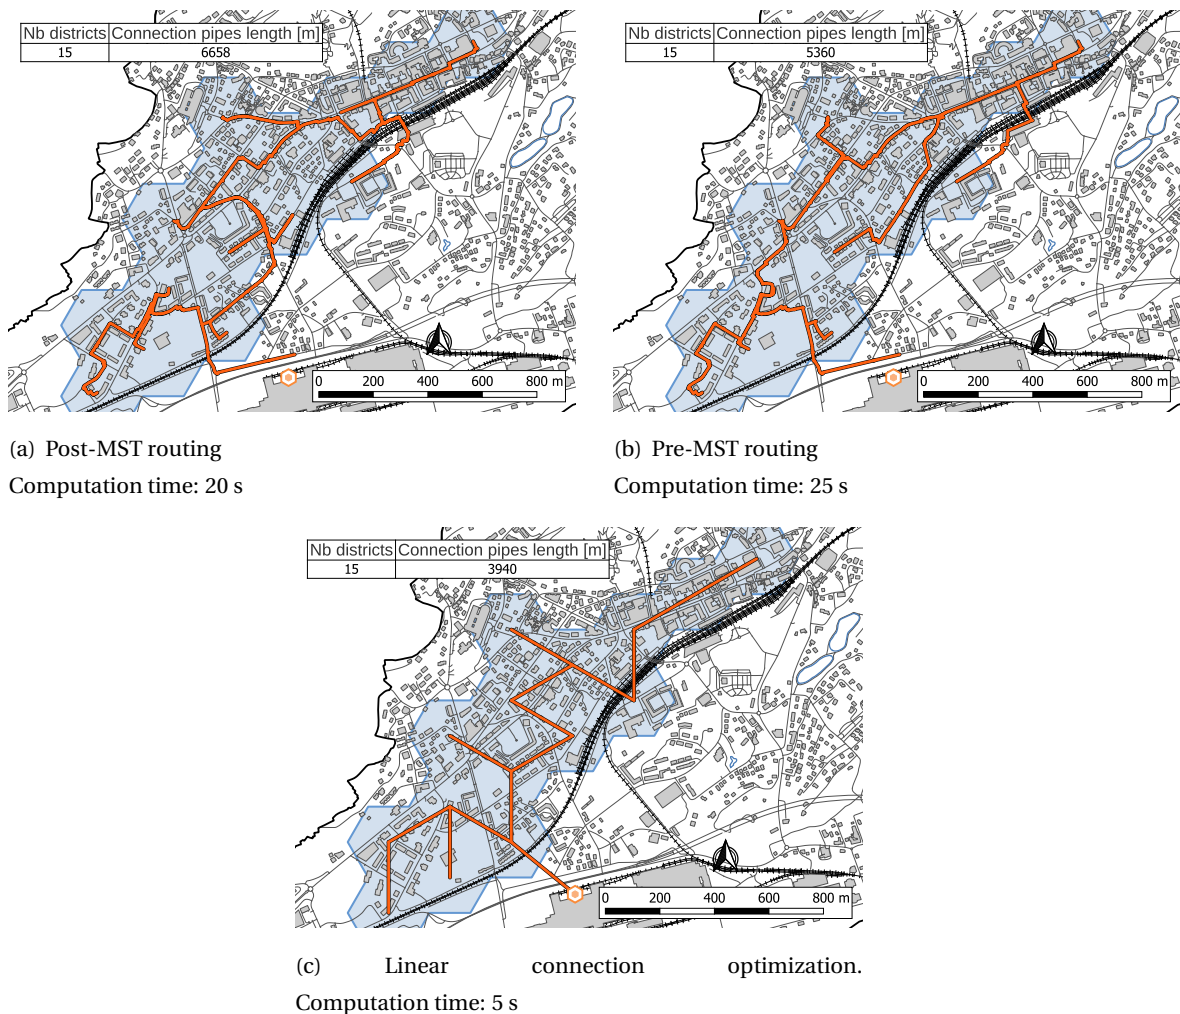 Nb districts Connection pipes length [m]
15 6658
0 200 400 600 800 m
(a) Post-MST routing
Computation time: 20 s
Nb districts Connection pipes length [m]
15 5360
0 200 400 600 800 m
(b) Pre-MST routing
Computation time: 25 s
Nb districts Connection pipes length [m]
15 3940
0 200 400 600 800 m
(c) Linear connection optimization.
Computation time: 5 s